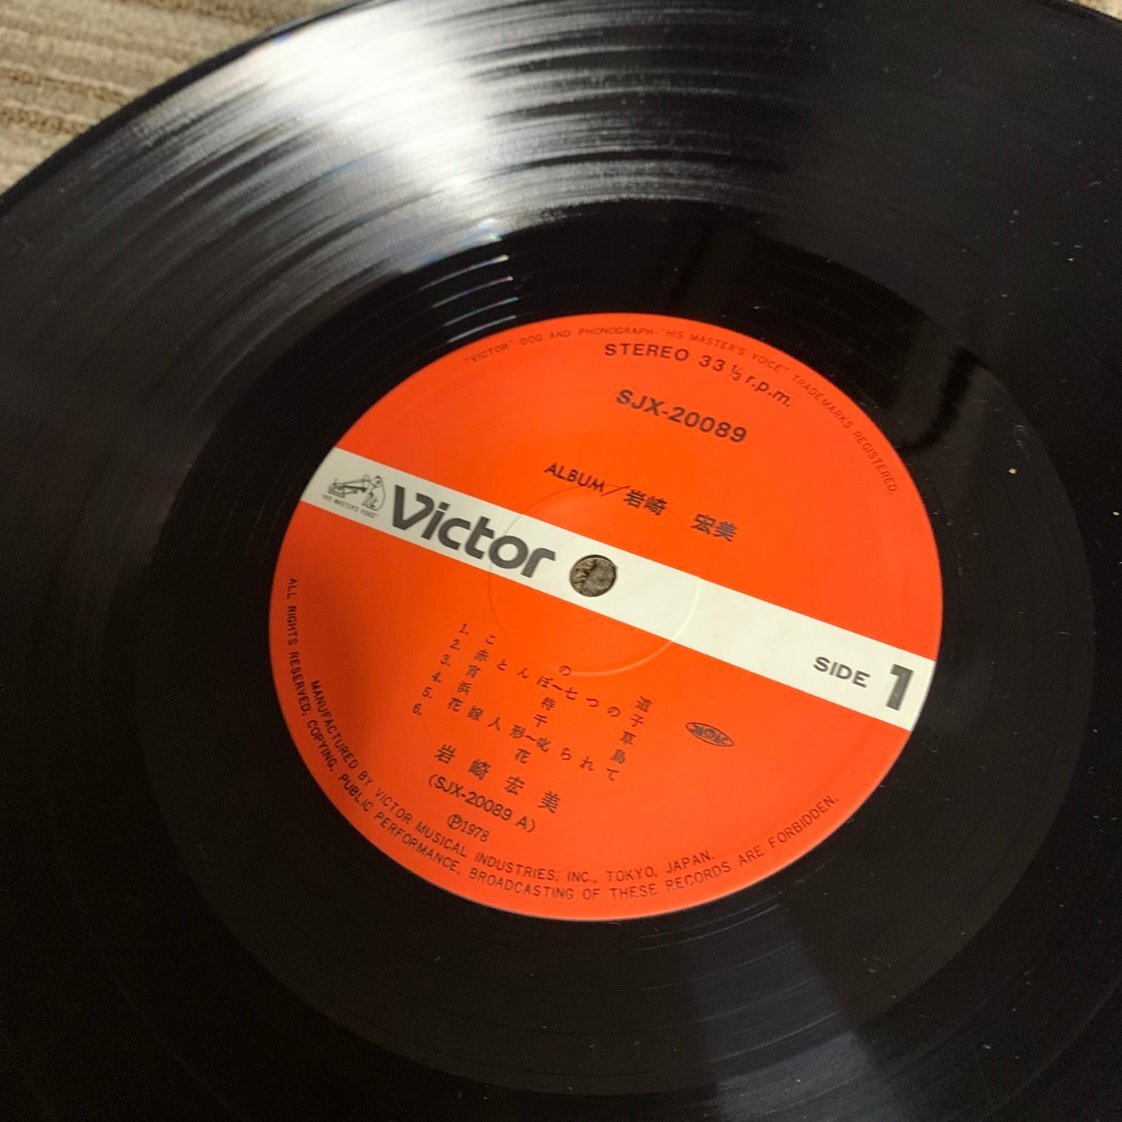 "VICTOR" DOG AND PHONOGRAPH-"HIS MASTER'S VOICE" TRADEMARKS REGISTERED.
STEREO 33⅓ r.p.m.
SJX-20089
ALBUM/岩崎 宏美
"HIS MASTER'S VOICE"
Victor
SIDE 1
1. この道
2. 赤とんぼ〜七つの子
3. 宵待草
4. 浜千鳥
5. 花嫁人形〜叱られて
6. 花
岩崎宏美
(SJX-20089 A)
Ⓟ1978
MANUFACTURED BY VICTOR MUSICAL INDUSTRIES, INC., TOKYO, JAPAN.
ALL RIGHTS RESERVED, COPYING, PUBLIC PERFORMANCE, BROADCASTING OF THESE RECORDS ARE FORBIDDEN.